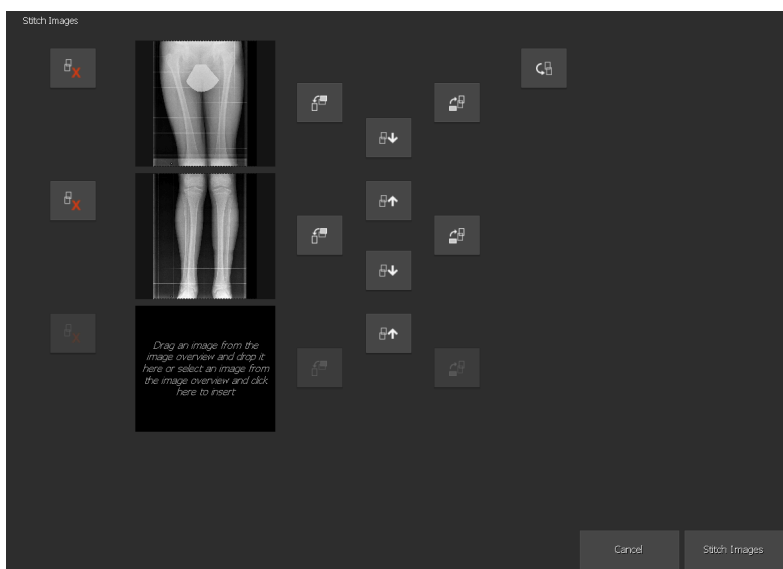 Stitch Images
Drag an image from the
image overview and drop it
here or select an image from
the image overview and click
here to insert
Cancel
Stitch Images